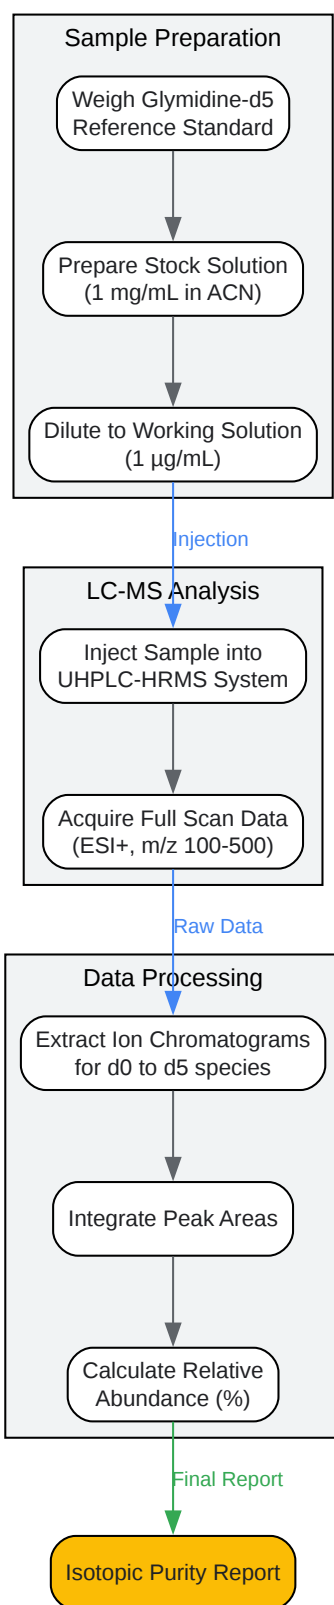 Sample Preparation
Weigh Glymidine-d5
Reference Standard
Prepare Stock Solution
(1 mg/mL in ACN)
Dilute to Working Solution
(1 µg/mL)
Injection
LC-MS Analysis
Inject Sample into
UHPLC-HRMS System
Acquire Full Scan Data
(ESI+, m/z 100-500)
Raw Data
Data Processing
Extract Ion Chromatograms
for d0 to d5 species
Integrate Peak Areas
Calculate Relative
Abundance (%)
Final Report
Isotopic Purity Report